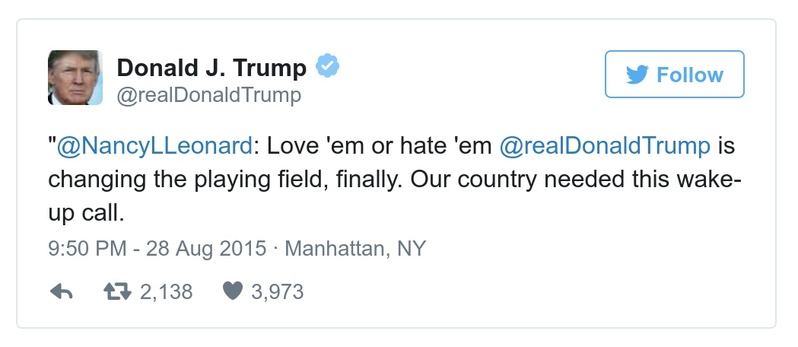 Donald J. Trump
@realDonaldTrump
Follow
"@NancyLLeonard: Love 'em or hate 'em @realDonaldTrump is
changing the playing field, finally. Our country needed this wake-
up call.
9:50 PM - 28 Aug 2015 · Manhattan, NY
2,138 3,973